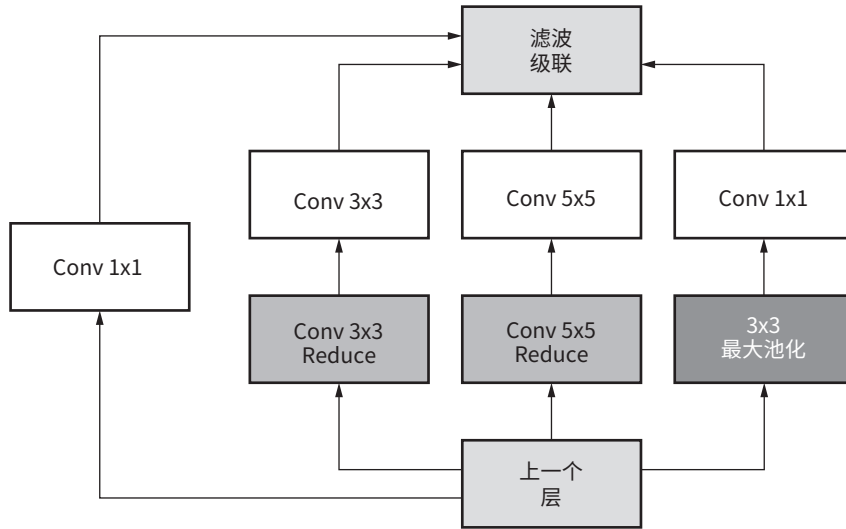 滤波
级联
Conv 3x3
Conv 5x5
Conv 1x1
Conv 1x1
Conv 3x3
Reduce
Conv 5x5
Reduce
3x3
最大池化
上一个
层